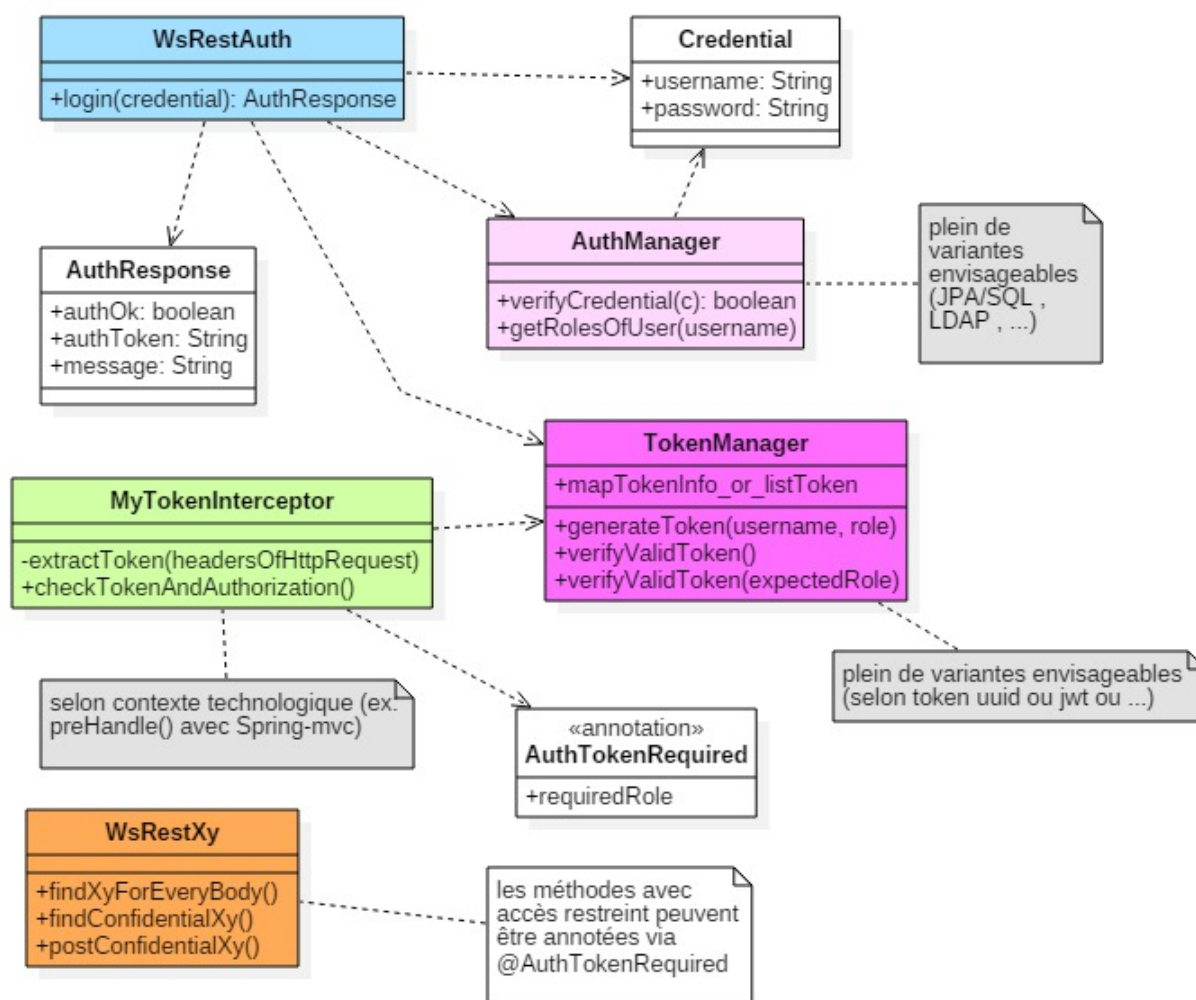 WsRestAuth
+login(credential): AuthResponse
Credential
+username: String
+password: String
AuthResponse
+authOk: boolean
+authToken: String
+message: String
AuthManager
+verifyCredential(c): boolean
+getRolesOfUser(username)
plein de
variantes
envisageables
(JPA/SQL ,
LDAP , ...)
TokenManager
+mapTokenInfo_or_listToken
+generateToken(username, role)
+verifyValidToken()
+verifyValidToken(expectedRole)
MyTokenInterceptor
-extractToken(headersOfHttpRequest)
+checkTokenAndAuthorization()
plein de variantes envisageables
(selon token uuid ou jwt ou ...)
selon contexte technologique (ex:
preHandle() avec Spring-mvc)
«annotation»
AuthTokenRequired
+requiredRole
WsRestXy
+findXyForEveryBody()
+findConfidentialXy()
+postConfidentialXy()
les méthodes avec
accès restreint peuvent
être annotées via
@AuthTokenRequired